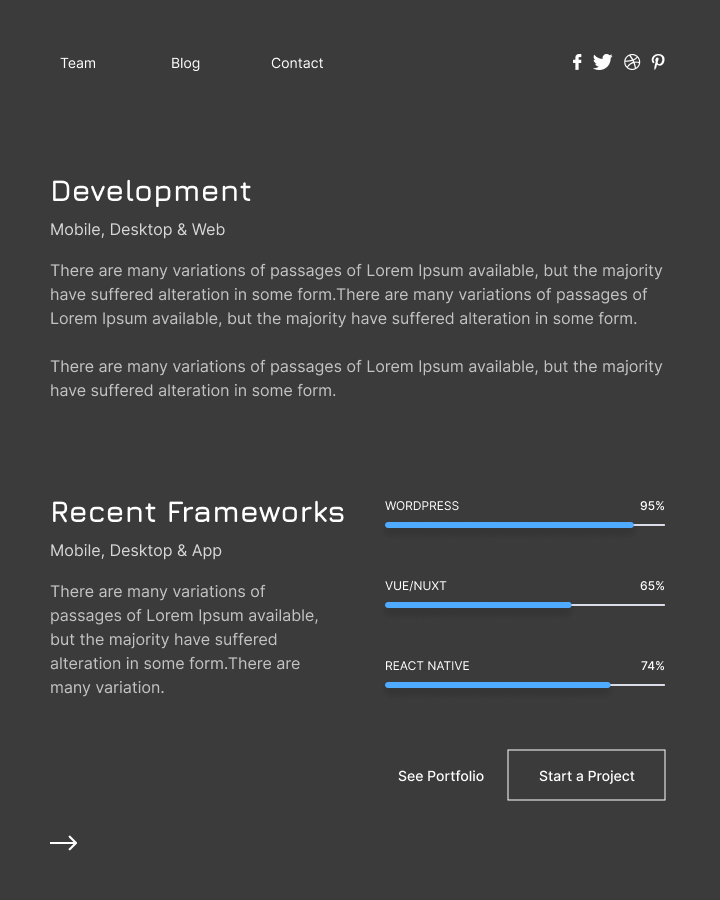 Team Blog Contact
Development
Mobile, Desktop & Web
There are many variations of passages of Lorem Ipsum available, but the majority
have suffered alteration in some form.There are many variations of passages of
Lorem Ipsum available, but the majority have suffered alteration in some form.
There are many variations of passages of Lorem Ipsum available, but the majority
have suffered alteration in some form.
Recent Frameworks
Mobile, Desktop & App
There are many variations of
passages of Lorem Ipsum available,
but the majority have suffered
alteration in some form.There are
many variation.
WORDPRESS 95%
VUE/NUXT 65%
REACT NATIVE 74%
See Portfolio Start a Project